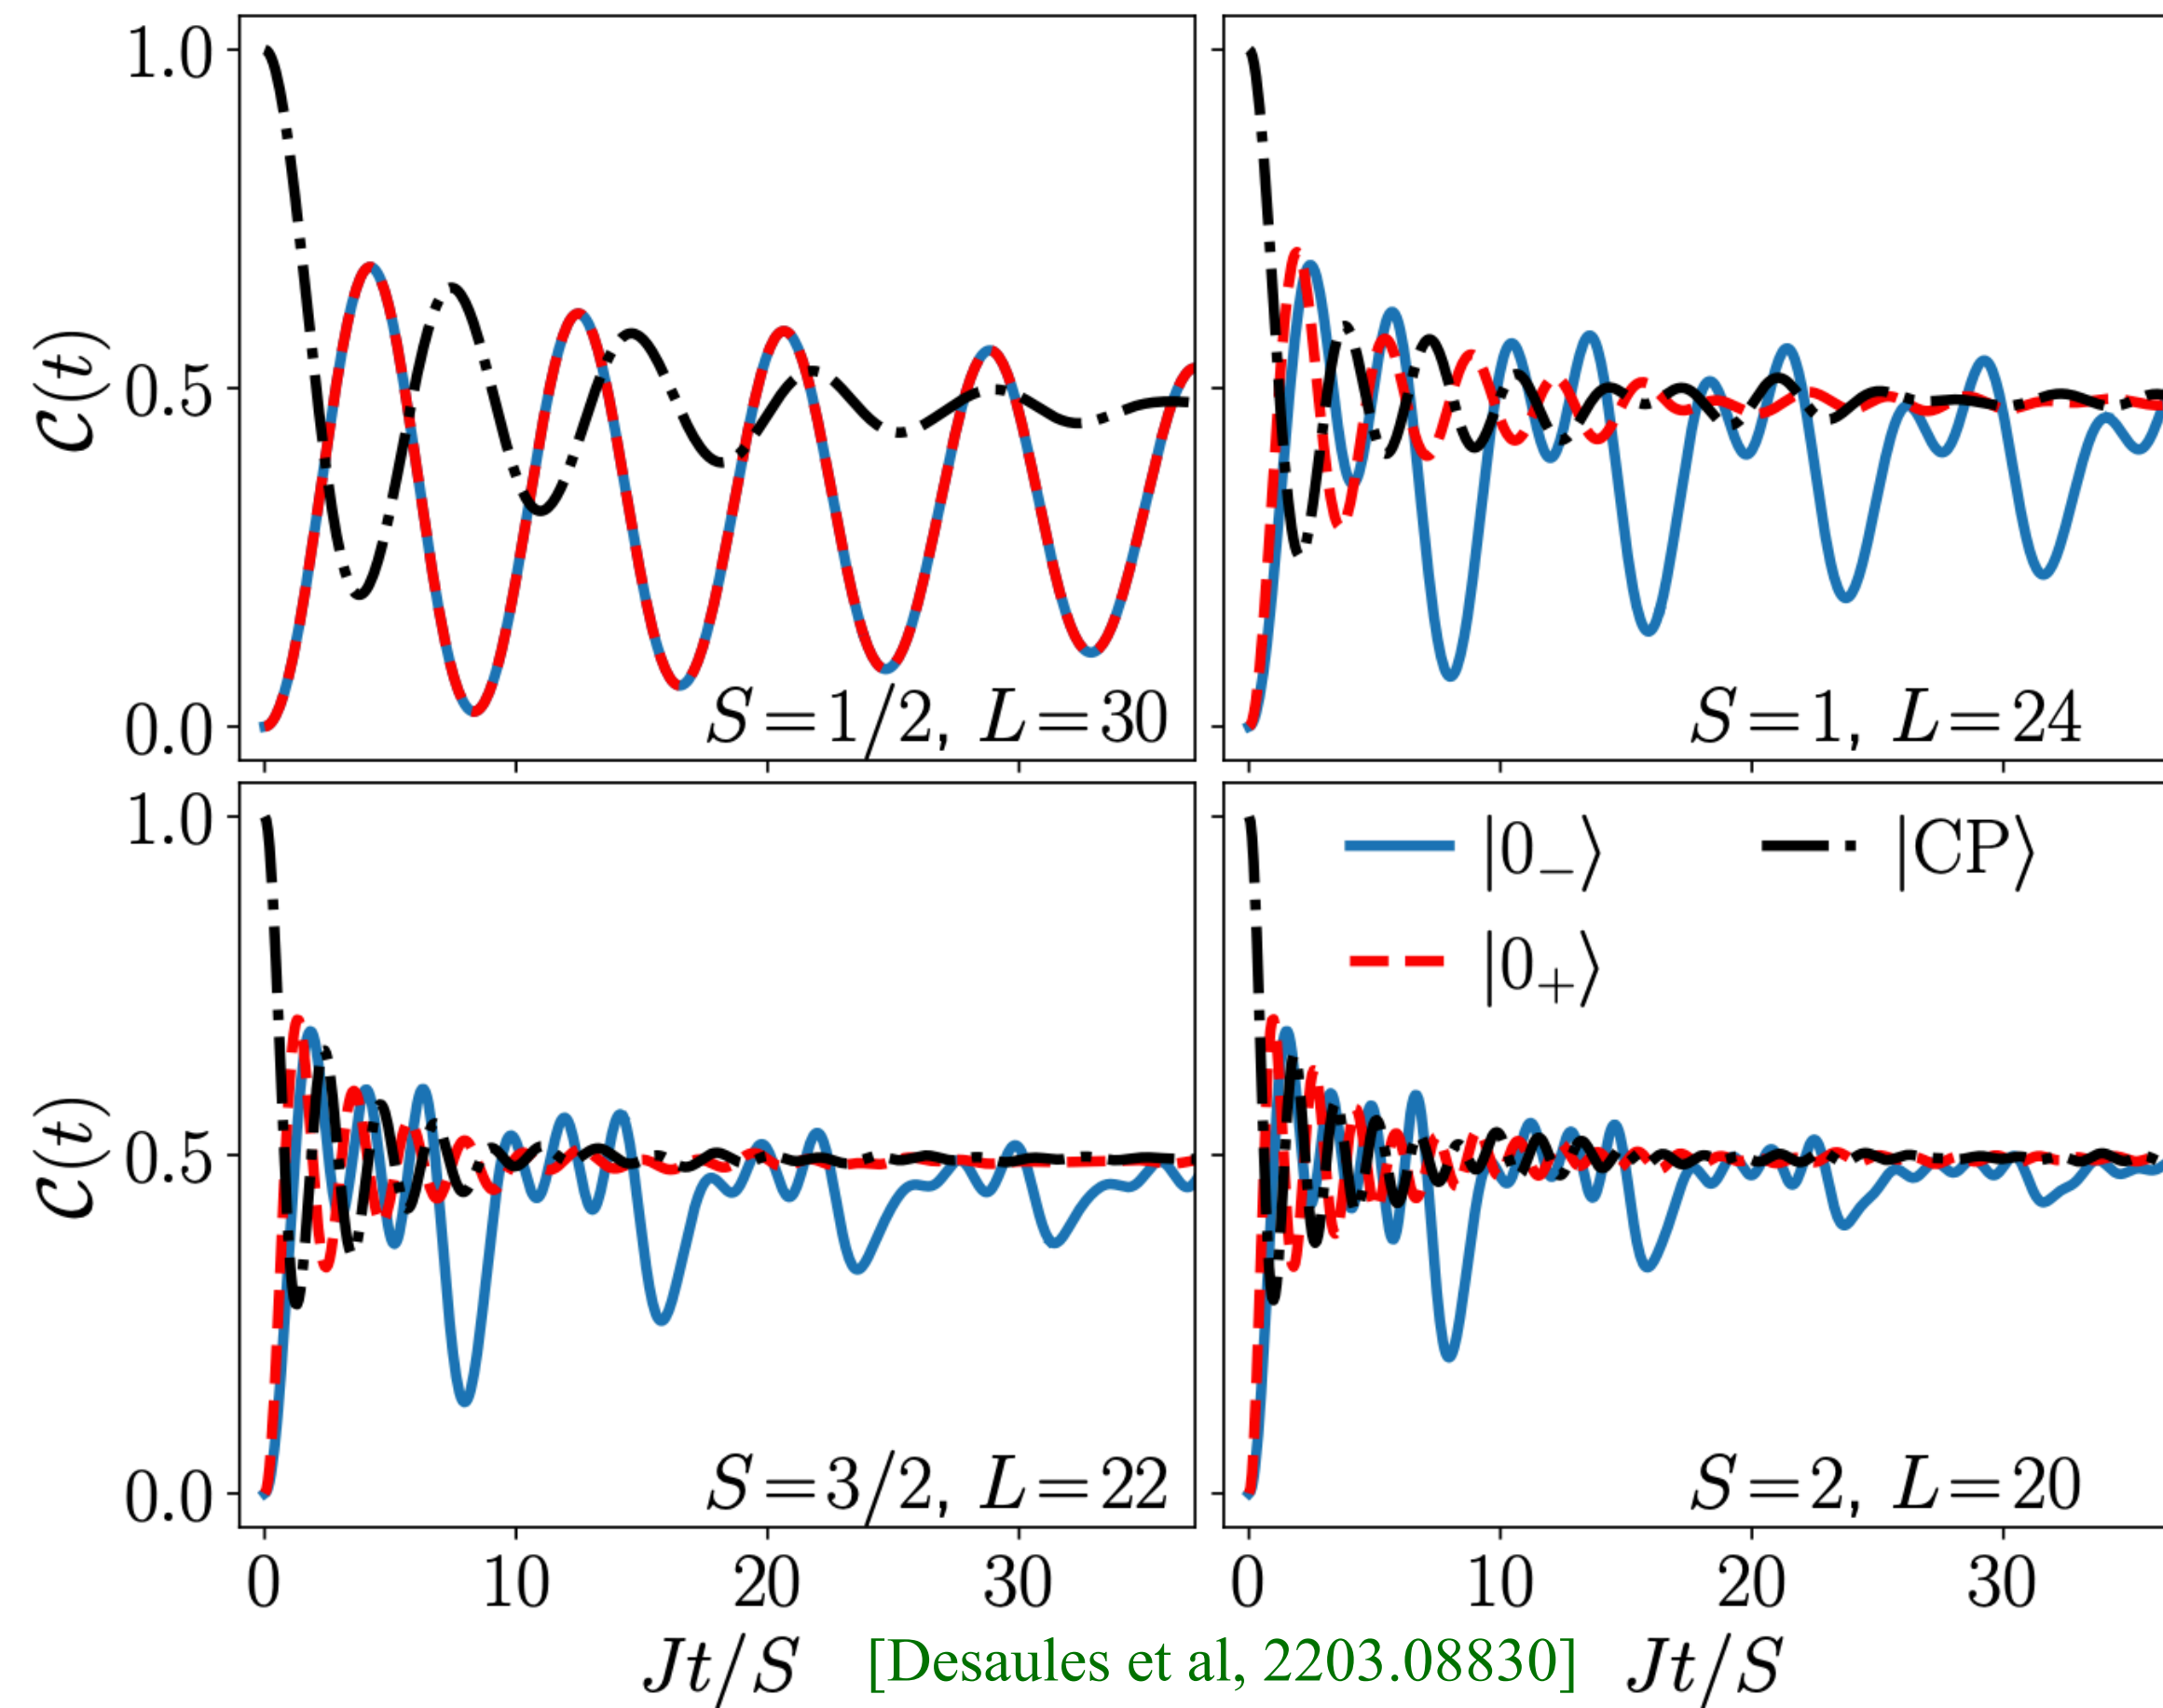 1.0
C(t) 0.5
0.0
S=1/2, L=30
S=1, L=24
1.0
C(t) 0.5
0.0
|0₋⟩ |CP⟩
|0₊⟩
S=3/2, L=22
S=2, L=20
0 10 20 30 0 10 20 30
Jt/S [Desaules et al, 2203.08830] Jt/S